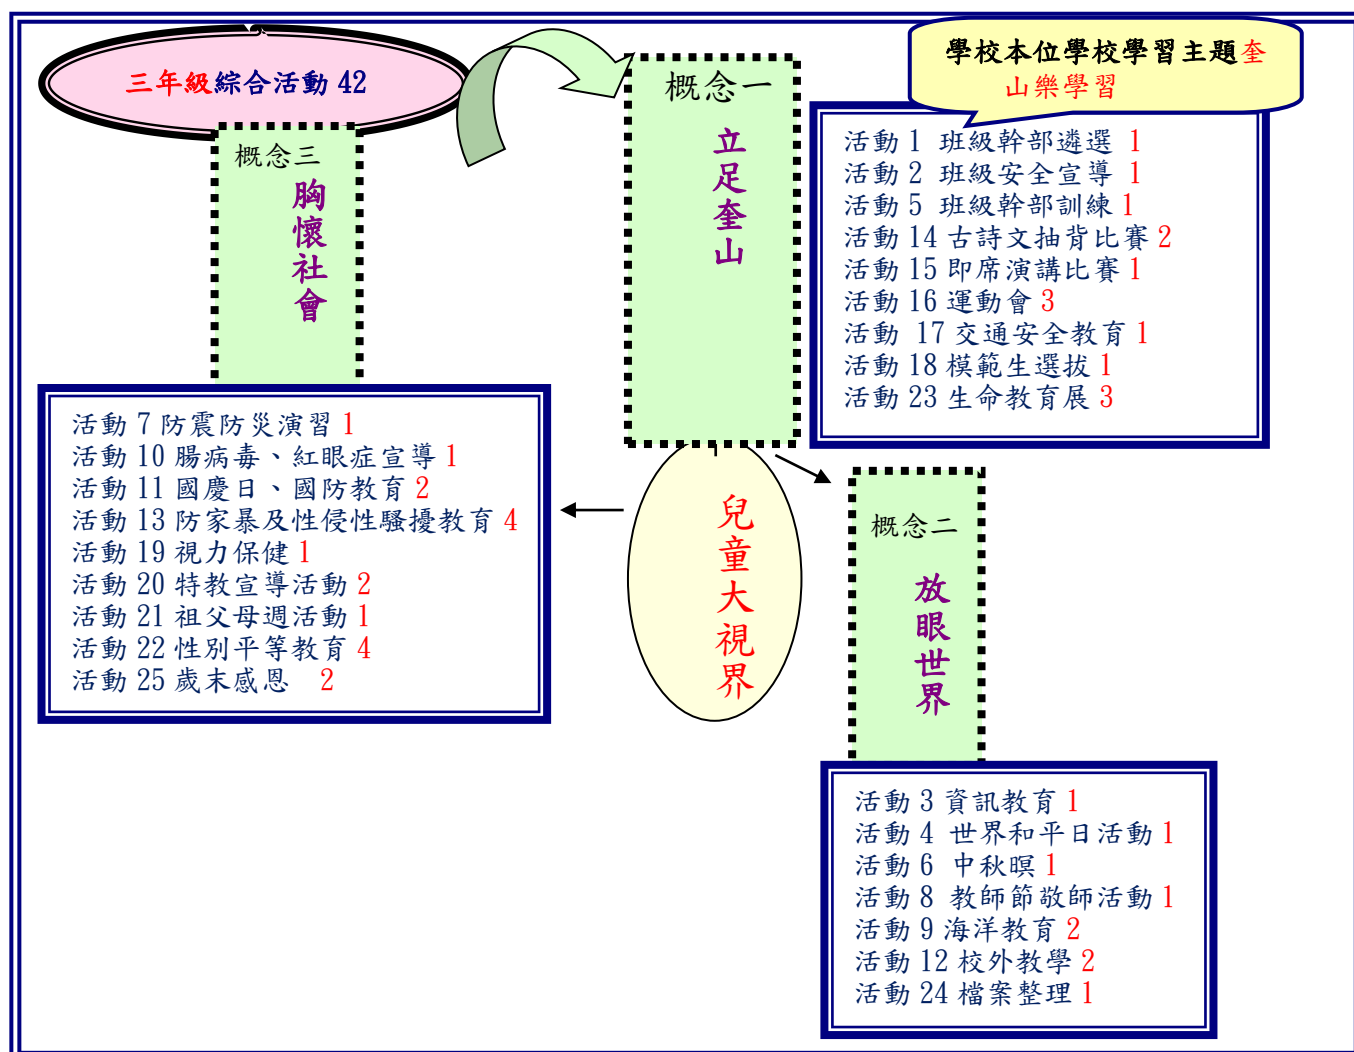 三年級綜合活動 42
學校本位學校學習主題奎
山樂學習
概念一
立足奎山
活動 1 班級幹部遴選 1
活動 2 班級安全宣導 1
活動 5 班級幹部訓練 1
活動 14 古詩文抽背比賽 2
活動 15 即席演講比賽 1
活動 16 運動會 3
活動 17 交通安全教育 1
活動 18 模範生選拔 1
活動 23 生命教育展 3
概念三
胸懷社會
活動 7 防震防災演習 1
活動 10 腸病毒、紅眼症宣導 1
活動 11 國慶日、國防教育 2
活動 13 防家暴及性侵性騷擾教育 4
活動 19 視力保健 1
活動 20 特教宣導活動 2
活動 21 祖父母週活動 1
活動 22 性別平等教育 4
活動 25 歲末感恩 2
兒童大視界
概念二
放眼世界
活動 3 資訊教育 1
活動 4 世界和平日活動 1
活動 6 中秋暝 1
活動 8 教師節敬師活動 1
活動 9 海洋教育 2
活動 12 校外教學 2
活動 24 檔案整理 1